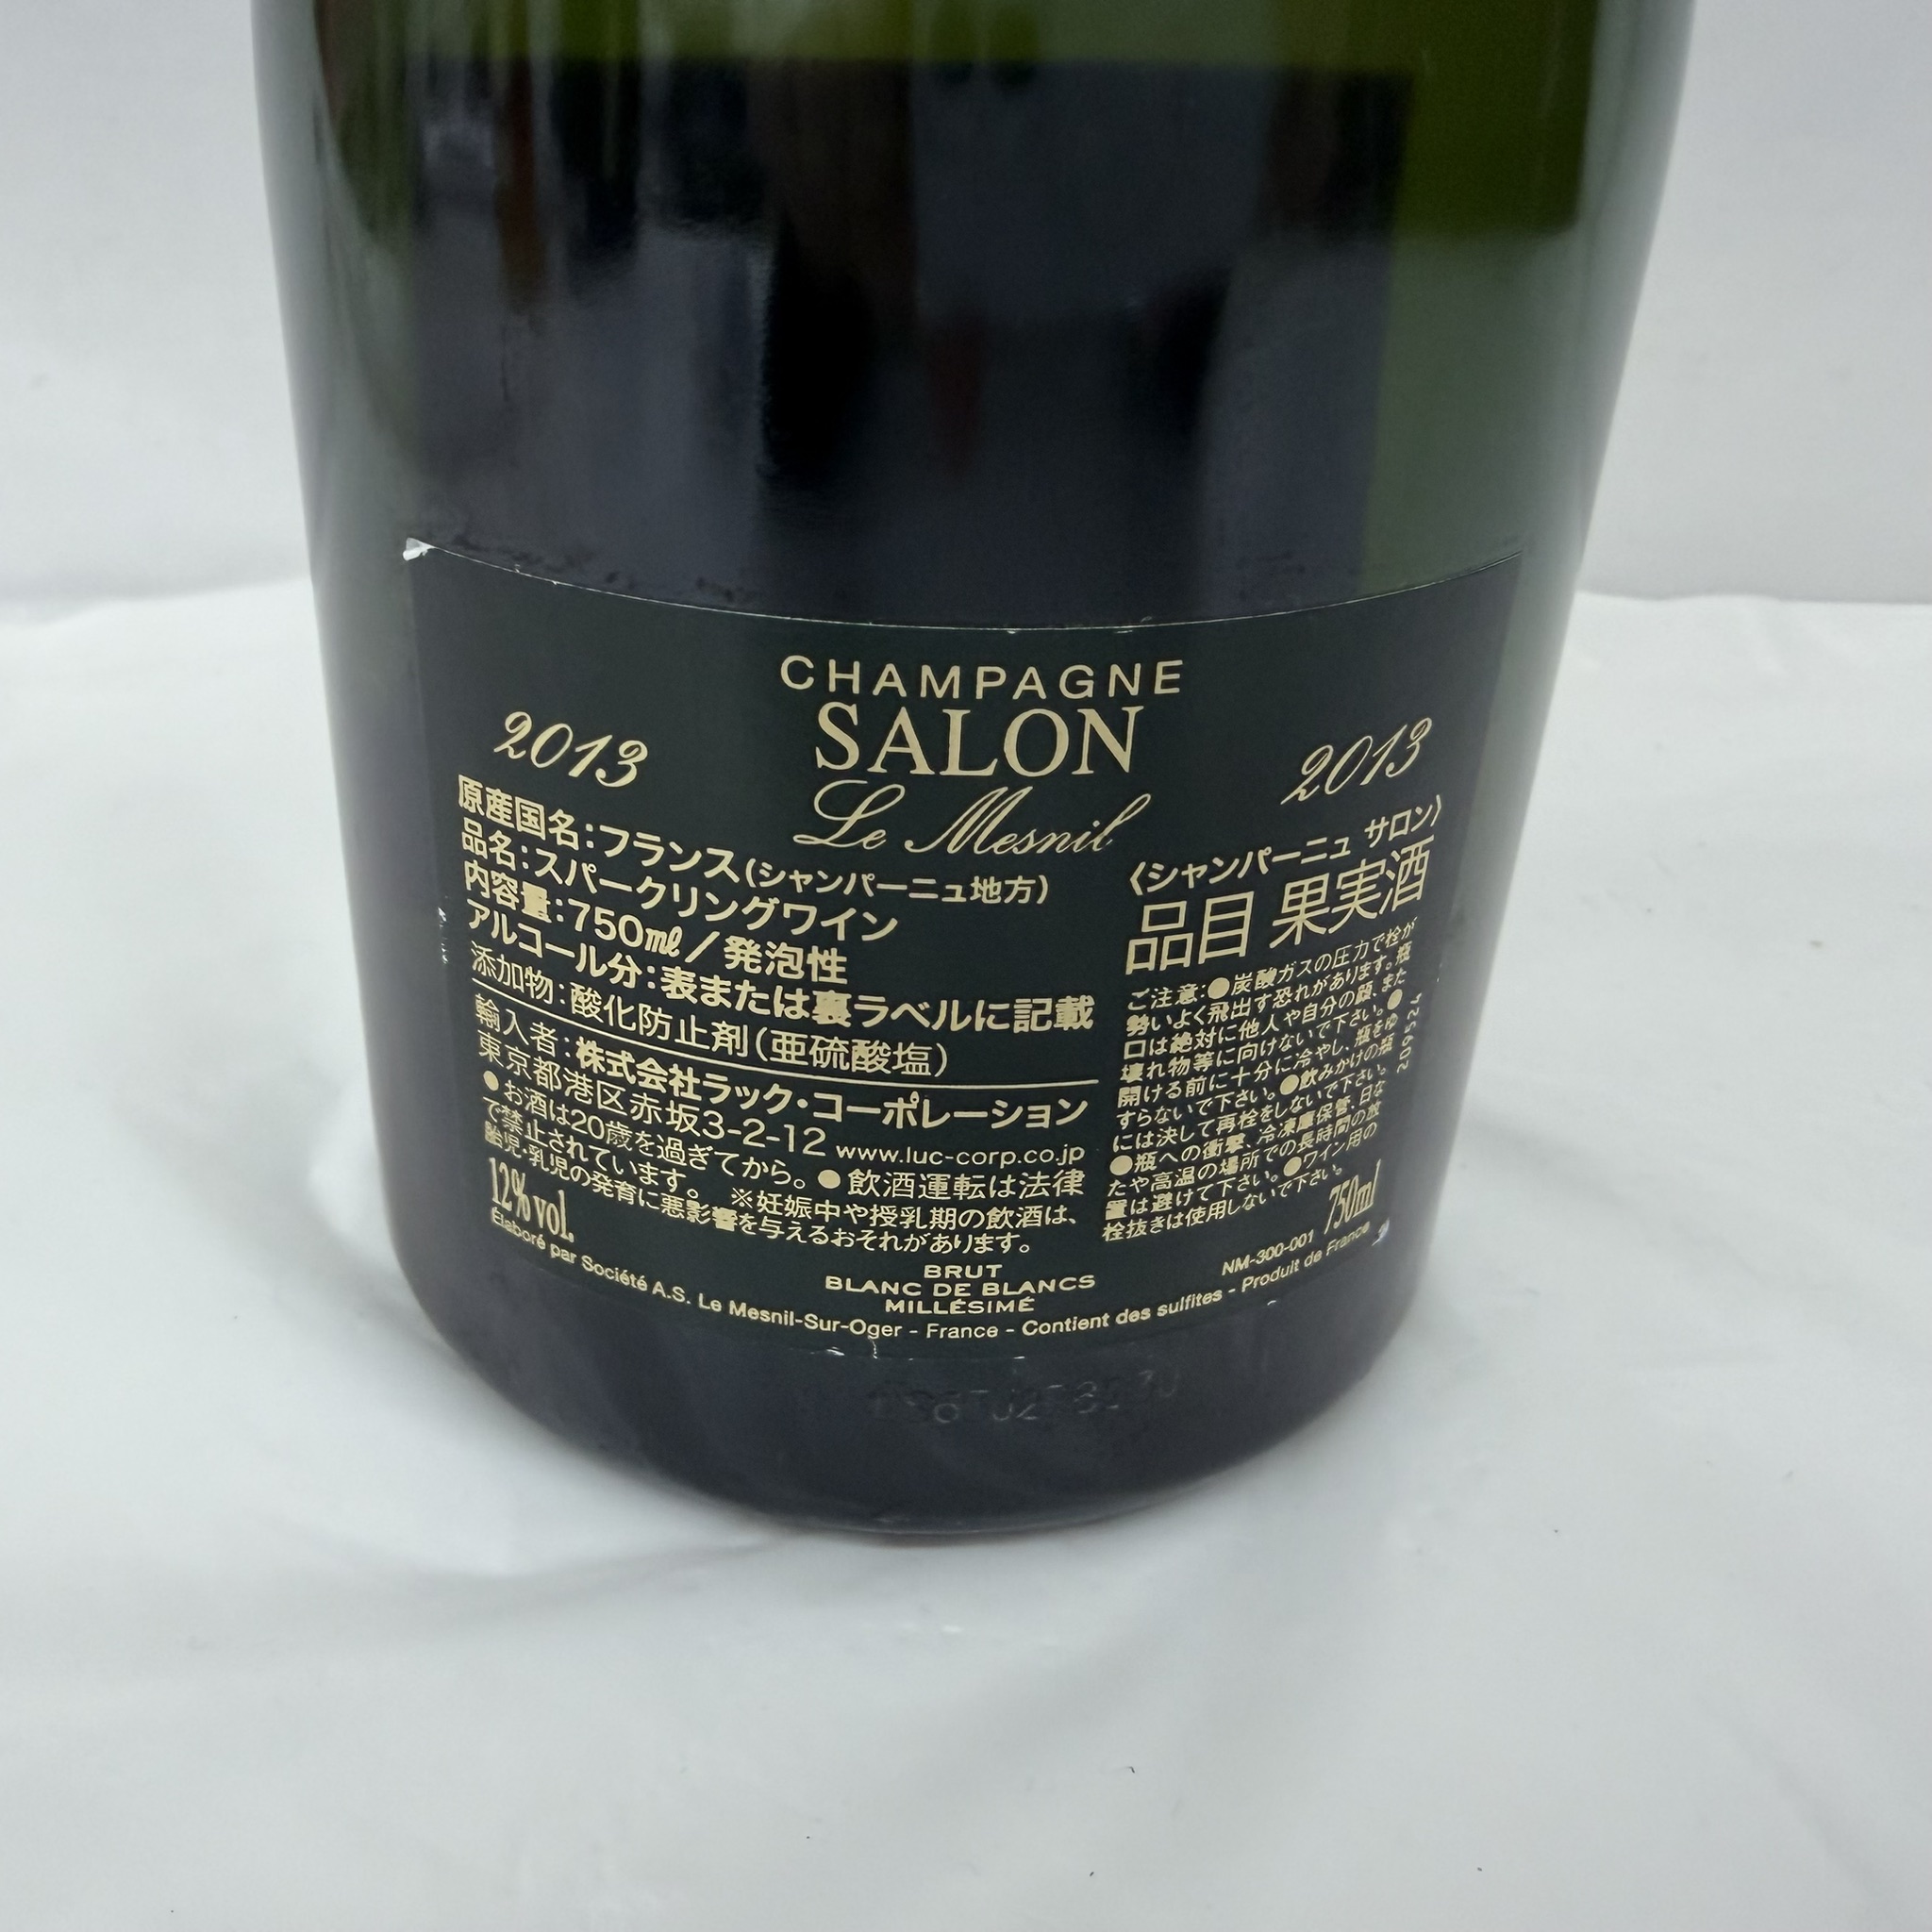 CHAMPAGNE
SALON
Le Mesnil
2013
2013
原産国名:フランス(シャンパーニュ地方)
品名:スパークリングワイン
内容量:750㎖/発泡性
アルコール分:表または裏ラベルに記載
添加物:酸化防止剤(亜硫酸塩)
輸入者:株式会社ラック・コーポレーション
東京都港区赤坂3-2-12 www.luc-corp.co.jp
●お酒は20歳を過ぎてから。●飲酒運転は法律
で禁止されています。 ※妊娠中や授乳期の飲酒は、
胎児・乳児の発育に悪影響を与えるおそれがあります。
12%vol.
〈シャンパーニュ サロン〉
品目 果実酒
ご注意:●炭酸ガスの圧力で栓が
勢いよく飛出す恐れがあります。瓶
口は絶対に他人や自分の顔、また
壊れ物等に向けないで下さい。●
開ける前に十分に冷やし、瓶をゆ
すらないで下さい。●飲みかけの瓶
には決して再栓をしないで下さい。
●瓶への衝撃、冷凍庫保管、日な
たや高温の場所での長時間の放
置は避けて下さい。●ワイン用の
栓抜きは使用しないで下さい。
750ml
NM-300-001
BRUT
BLANC DE BLANCS
MILLÉSIMÉ
Élaboré par Société A.S. Le Mesnil-Sur-Oger - France - Contient des sulfites - Produit de France